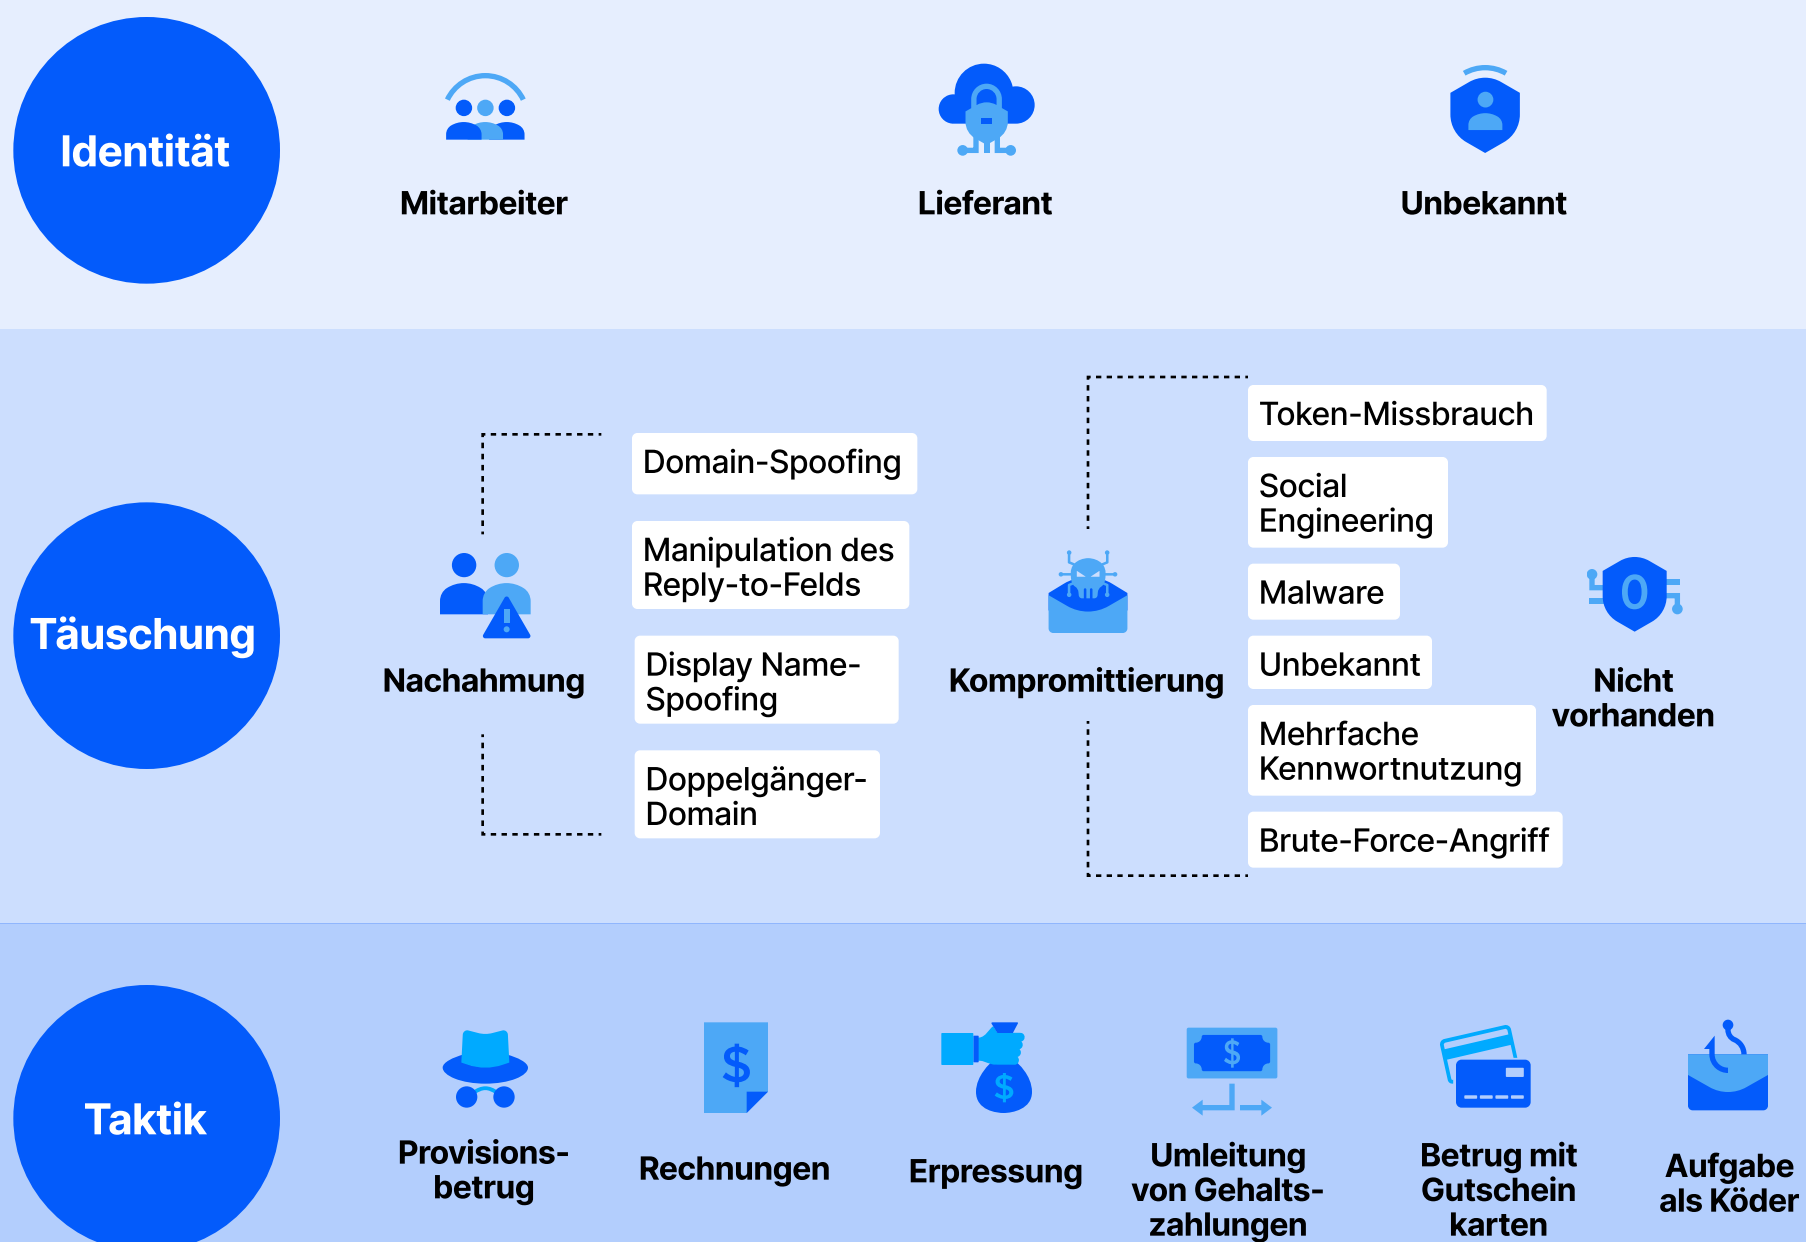 Identität
Mitarbeiter
Lieferant
Unbekannt
Täuschung
Nachahmung
Domain-Spoofing
Manipulation des
Reply-to-Felds
Display Name-
Spoofing
Doppelgänger-
Domain
Kompromittierung
Token-Missbrauch
Social
Engineering
Malware
Unbekannt
Mehrfache
Kennwortnutzung
Brute-Force-Angriff
0
Nicht
vorhanden
Taktik
Provisions-
betrug
$
Rechnungen
$
Erpressung
$
Umleitung
von Gehalts-
zahlungen
Betrug mit
Gutschein
karten
Aufgabe
als Köder